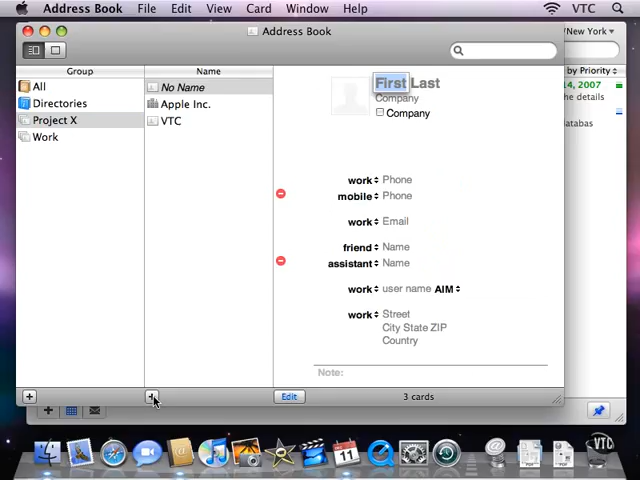 Address Book File Edit View Card Window Help VTC
Address Book
/New York
Group Name
by Priority
All
Directories
Project X
Work
No Name
Apple Inc.
VTC
First Last
Company
Company
work Phone
mobile Phone
work Email
friend Name
assistant Name
work user name AIM
work Street
City State ZIP
Country
Note:
Edit
3 cards
14, 2007
the details
databas
11
VTC